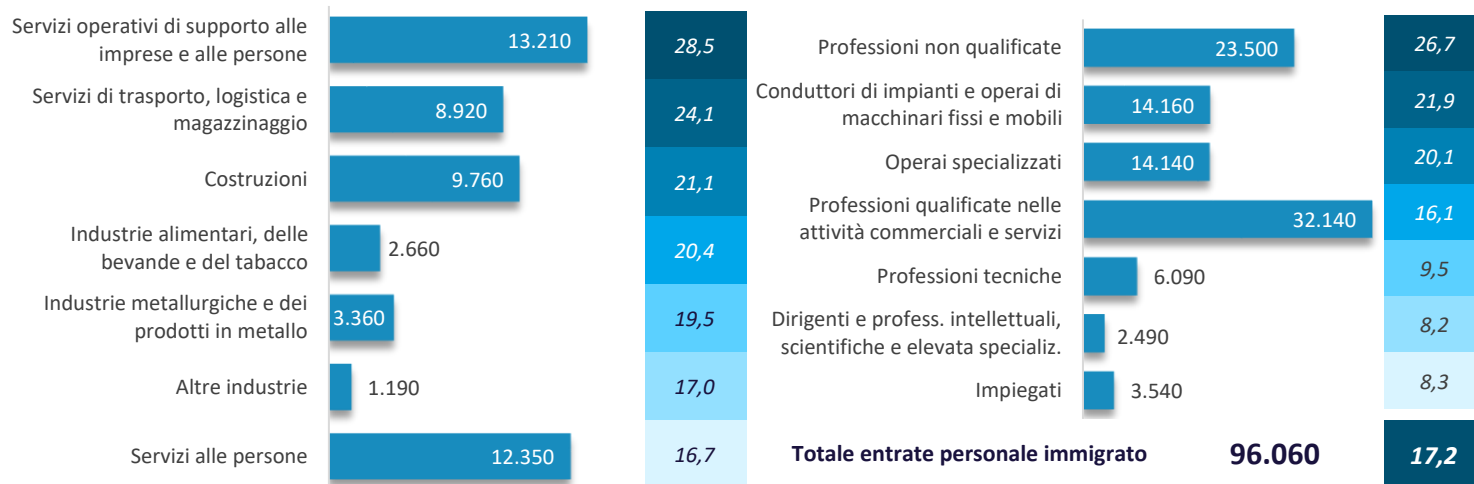 Servizi operativi di supporto alle
imprese e alle persone
13.210
28,5
Servizi di trasporto, logistica e
magazzinaggio
8.920
24,1
Costruzioni
9.760
21,1
Industrie alimentari, delle
bevande e del tabacco
2.660
20,4
Industrie metallurgiche e dei
prodotti in metallo
3.360
19,5
Altre industrie
1.190
17,0
Servizi alle persone
12.350
16,7
Professioni non qualificate
23.500
26,7
Conduttori di impianti e operai di
macchinari fissi e mobili
14.160
21,9
Operai specializzati
14.140
20,1
Professioni qualificate nelle
attività commerciali e servizi
32.140
16,1
Professioni tecniche
6.090
9,5
Dirigenti e profess. intellettuali,
scientifiche e elevata specializ.
2.490
8,2
Impiegati
3.540
8,3
Totale entrate personale immigrato 96.060 17,2